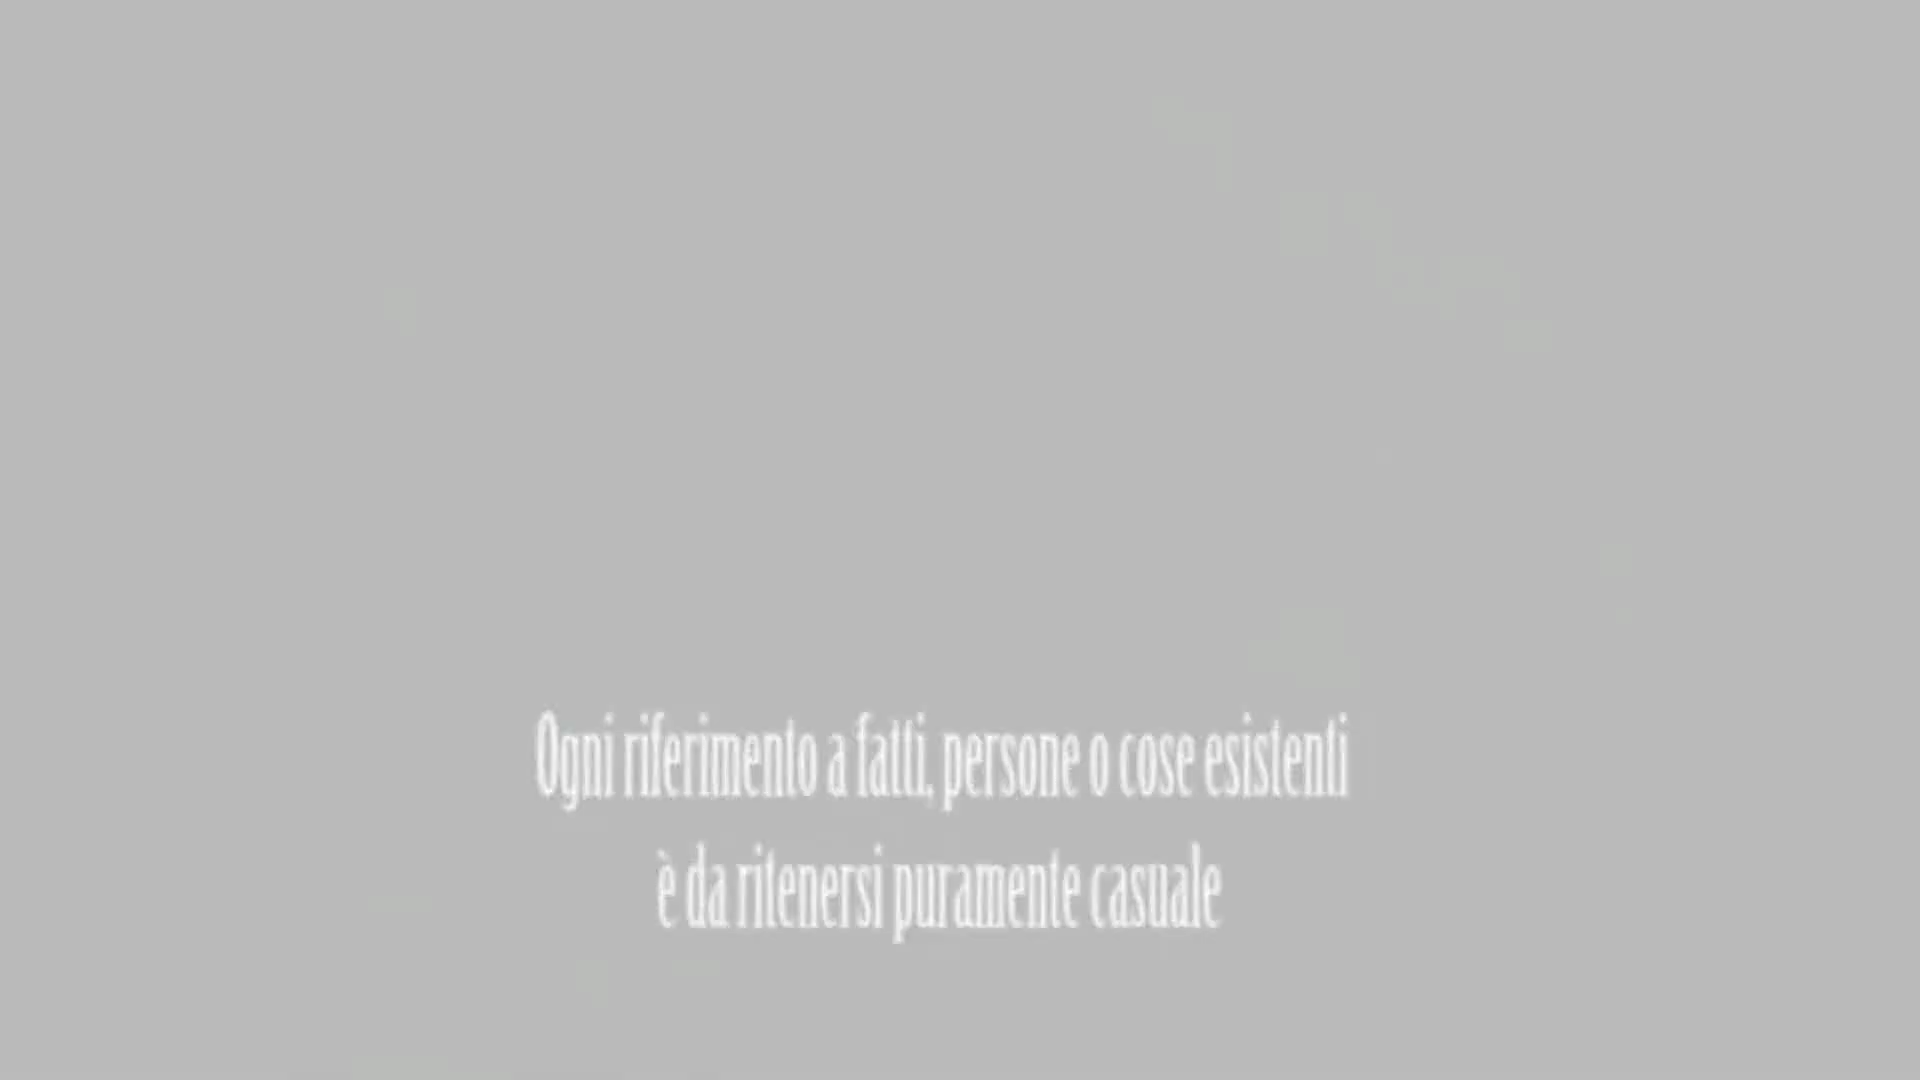 Ogni riferimento a fatti, persone o cose esistenti
è da ritenersi puramente casuale